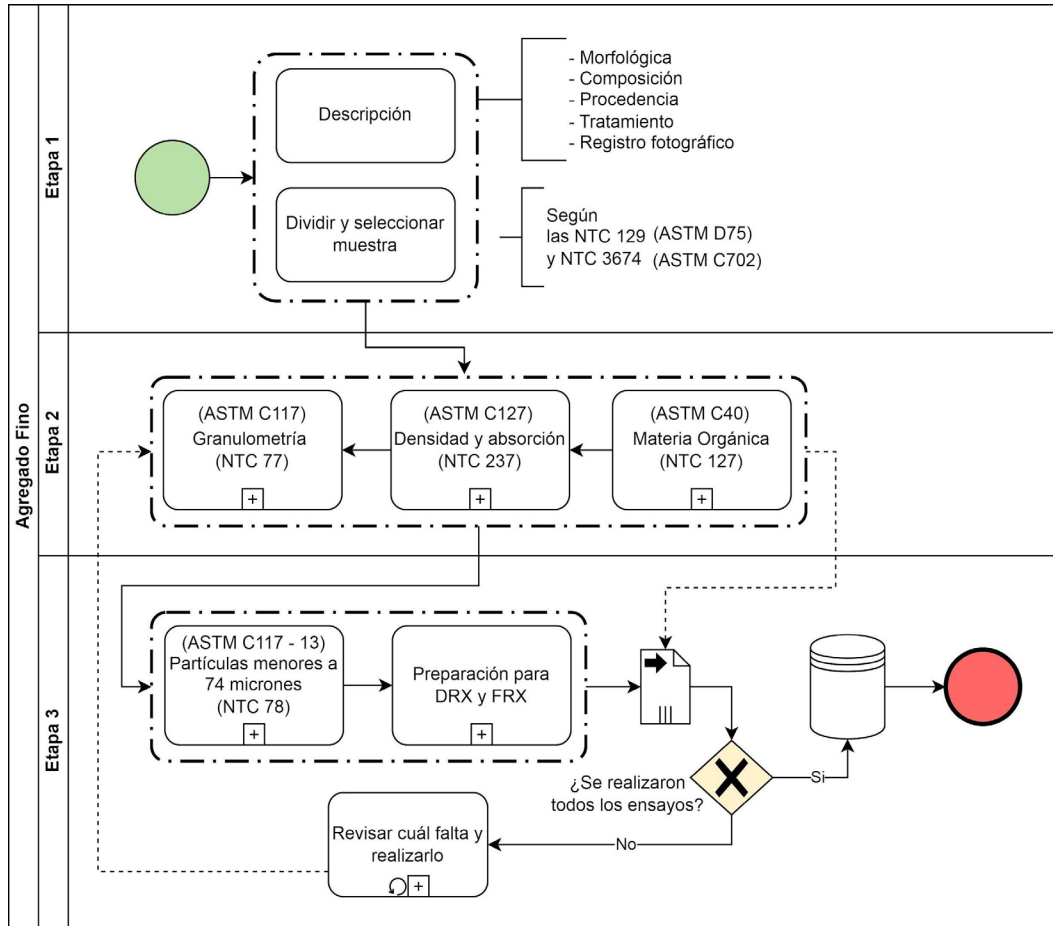 Agregado Fino
Etapa 1
Descripción
- Morfológica
- Composición
- Procedencia
- Tratamiento
- Registro fotográfico
Dividir y seleccionar
muestra
Según
las NTC 129 (ASTM D75)
y NTC 3674 (ASTM C702)
Etapa 2
(ASTM C117)
Granulometría
(NTC 77)
+
(ASTM C127)
Densidad y absorción
(NTC 237)
+
(ASTM C40)
Materia Orgánica
(NTC 127)
+
Etapa 3
(ASTM C117 - 13)
Partículas menores a
74 micrones
(NTC 78)
+
Preparación para
DRX y FRX
+
¿Se realizaron
todos los ensayos?
Si
No
Revisar cuál falta y
realizarlo
+